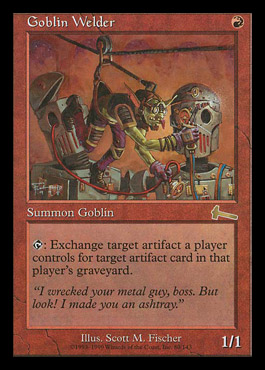 Goblin Welder
Summon Goblin
: Exchange target artifact a player
controls for target artifact card in that
player's graveyard.
“I wrecked your metal guy, boss. But
look! I made you an ashtray.”
Illus. Scott M. Fischer
1/1